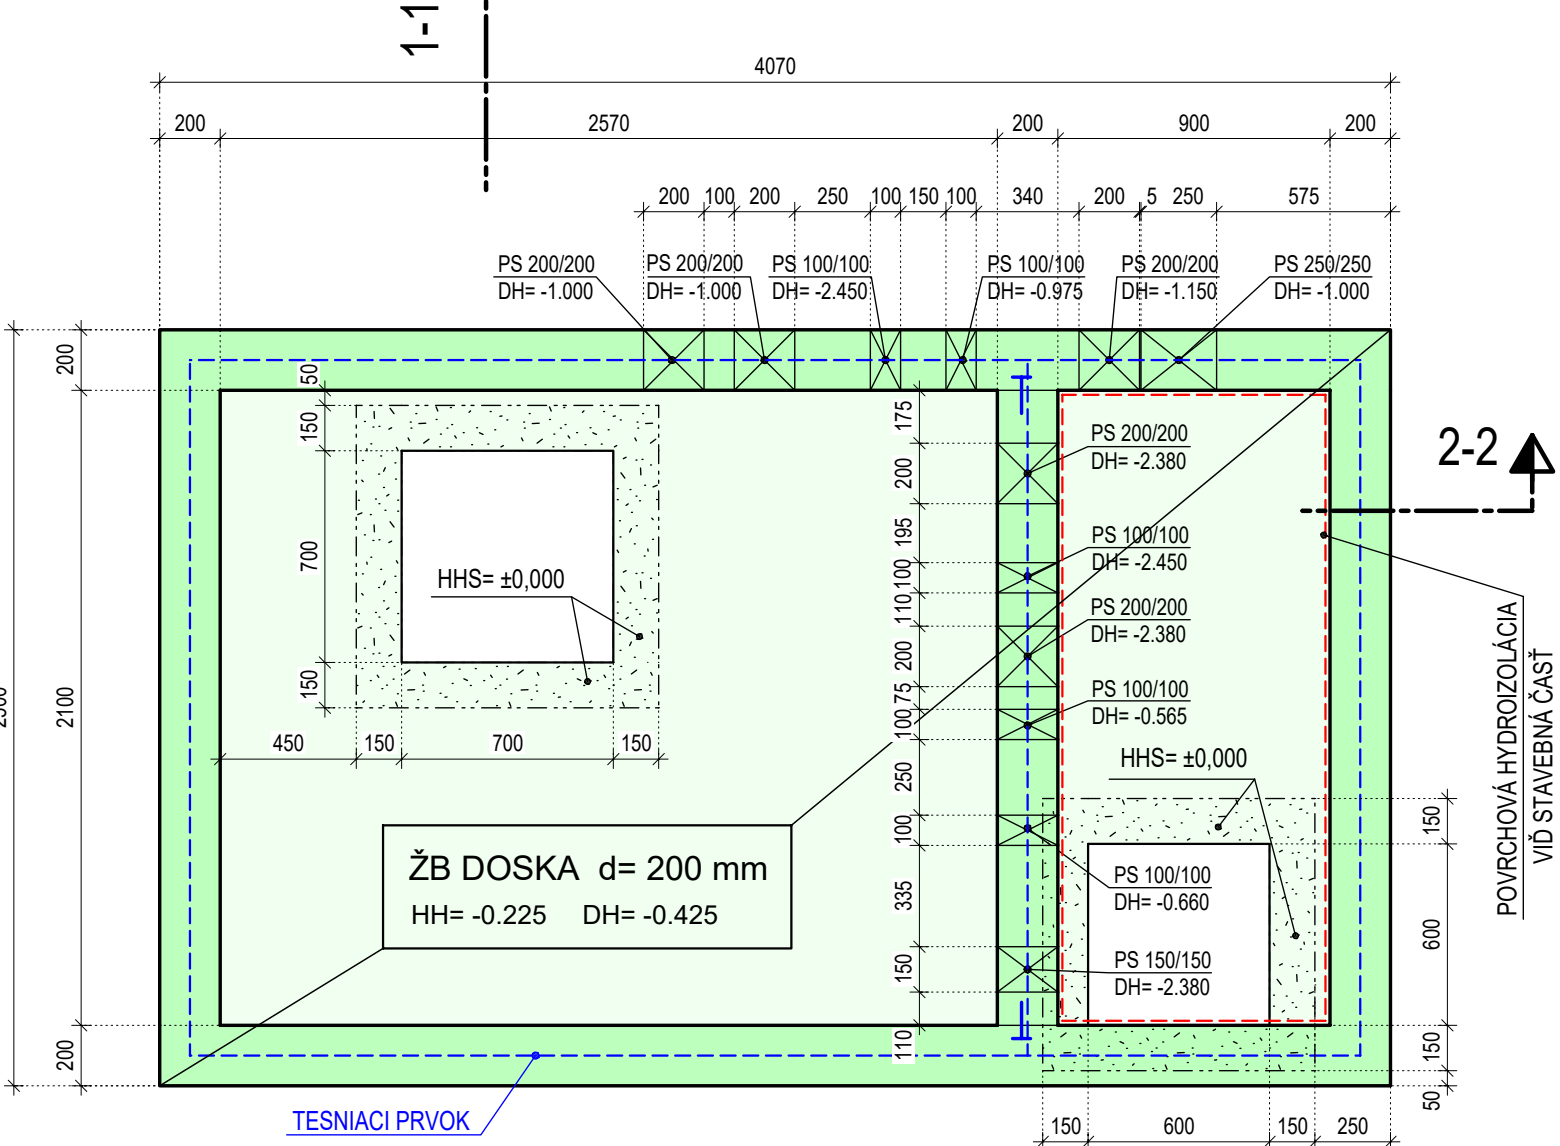 1-1
4070
200 2570 200 900 200
200 100 200 250 100 150 100 340 200 5 250 575
PS 200/200
DH= -1.000
PS 200/200
DH= -1.000
PS 100/100
DH= -2.450
PS 100/100
DH= -0.975
PS 200/200
DH= -1.150
PS 250/250
DH= -1.000
200
2100
200
50
150
700
150
HHS= ±0,000
450 150 700 150
175
200
195
100
110
200
75
100
250
100
335
150
110
PS 200/200
DH= -2.380
PS 100/100
DH= -2.450
PS 200/200
DH= -2.380
PS 100/100
DH= -0.565
HHS= ±0,000
PS 100/100
DH= -0.660
PS 150/150
DH= -2.380
2-2
POVRCHOVÁ HYDROIZOLÁCIA
VIĎ STAVEBNÁ ČASŤ
ŽB DOSKA d= 200 mm
HH= -0.225 DH= -0.425
150
600
150
50
TESNIACI PRVOK
150 600 150 250